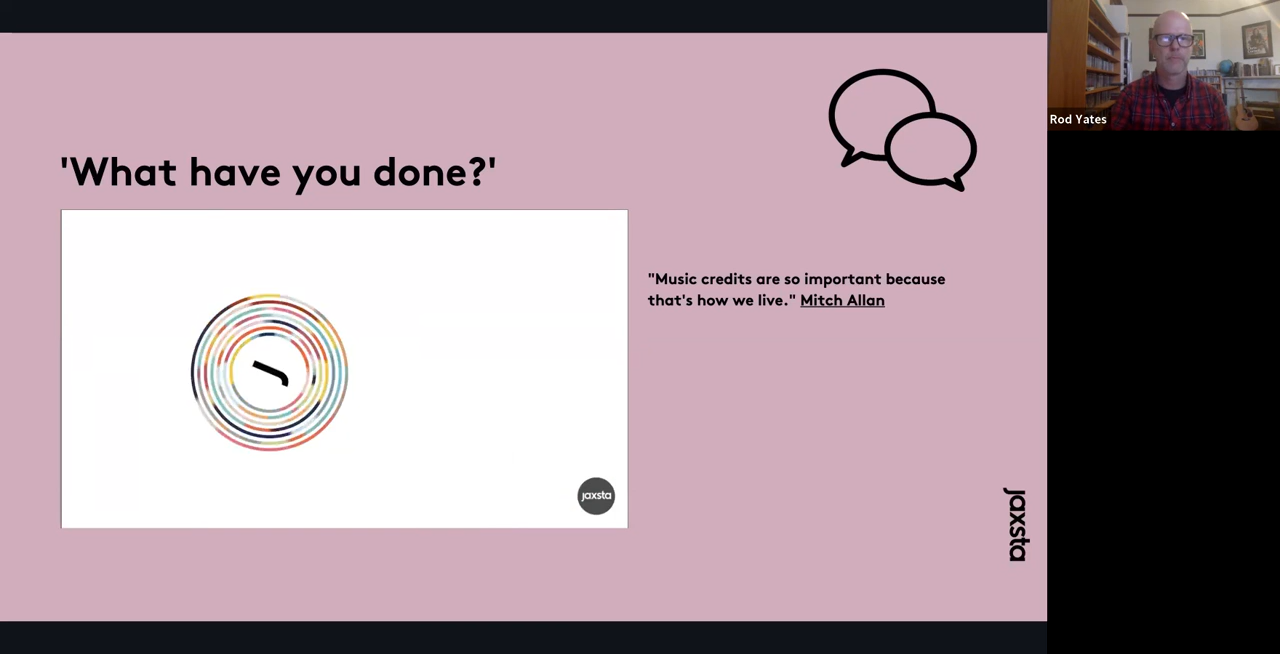 'What have you done?'
"Music credits are so important because
that's how we live." Mitch Allan
J
jaxsta
jaxsta
Rod Yates